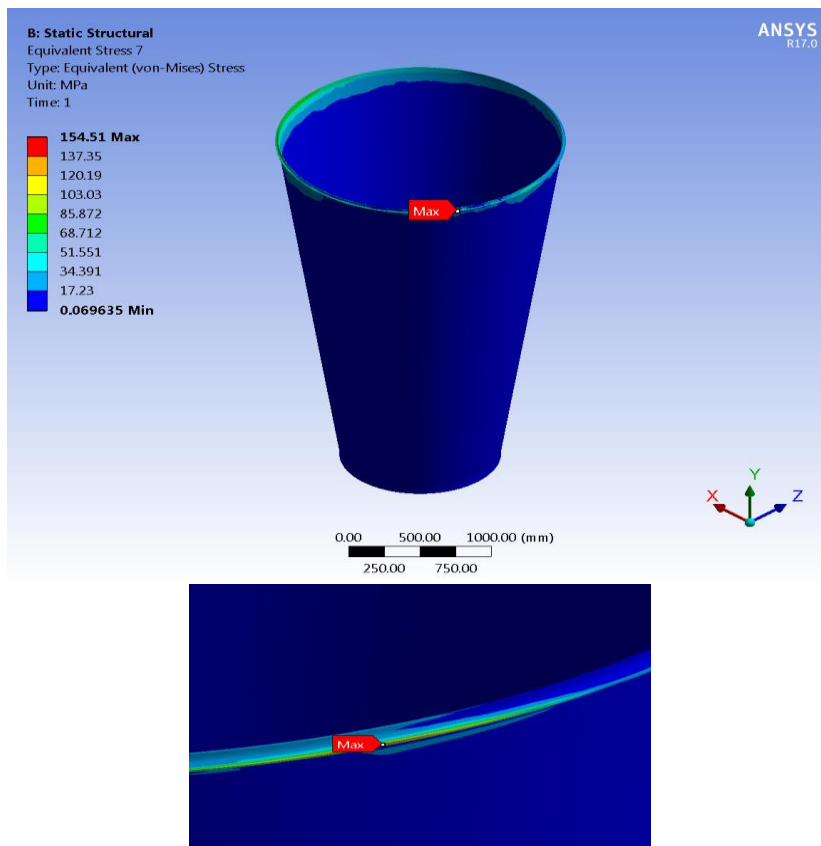 B: Static Structural
Equivalent Stress 7
Type: Equivalent (von-Mises) Stress
Unit: MPa
Time: 1
ANSYS
R17.0
154.51 Max
137.35
120.19
103.03
85.872
68.712
51.551
34.391
17.23
0.069635 Min
Max
Y
X
Z
0.00 500.00 1000.00 (mm)
250.00 750.00
Max